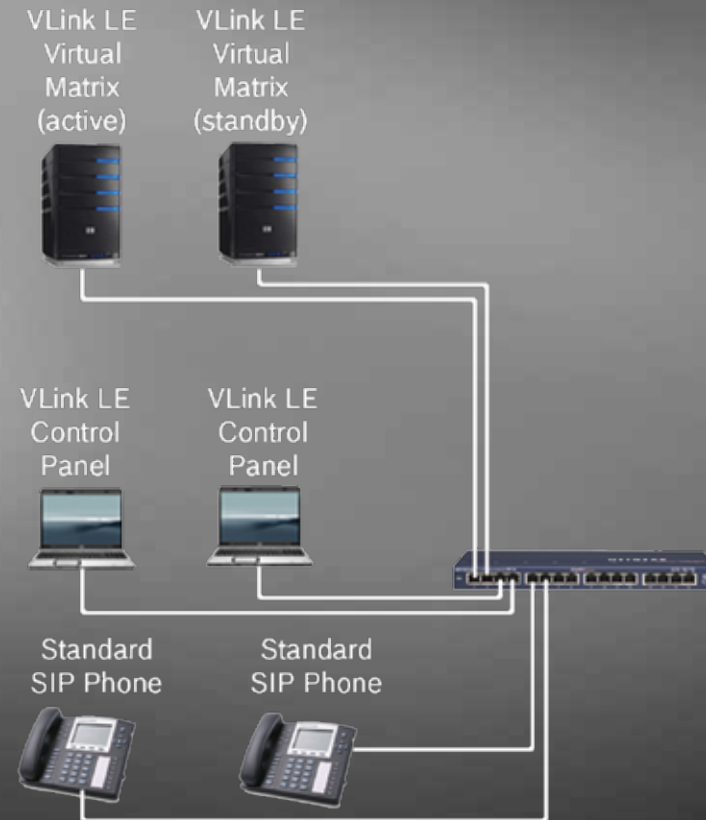 VLink LE
Virtual
Matrix
(active)
VLink LE
Virtual
Matrix
(standby)
VLink LE
Control
Panel
VLink LE
Control
Panel
Standard
SIP Phone
Standard
SIP Phone